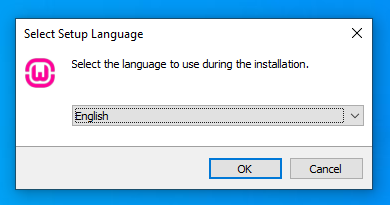 Select Setup Language
Select the language to use during the installation.
English
OK
Cancel